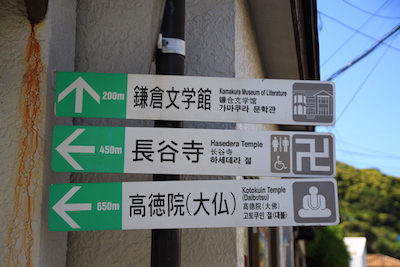 200m
鎌倉文学館
Kamakura Museum of Literature
鎌仓文学馆
가마쿠라 문학관
450m
長谷寺
Hasedera Temple
长谷寺
하세데라 절
650m
高徳院(大仏)
Kotokuin Temple
(Daibutsu)
高德院(大佛)
고토쿠인 절(대불)